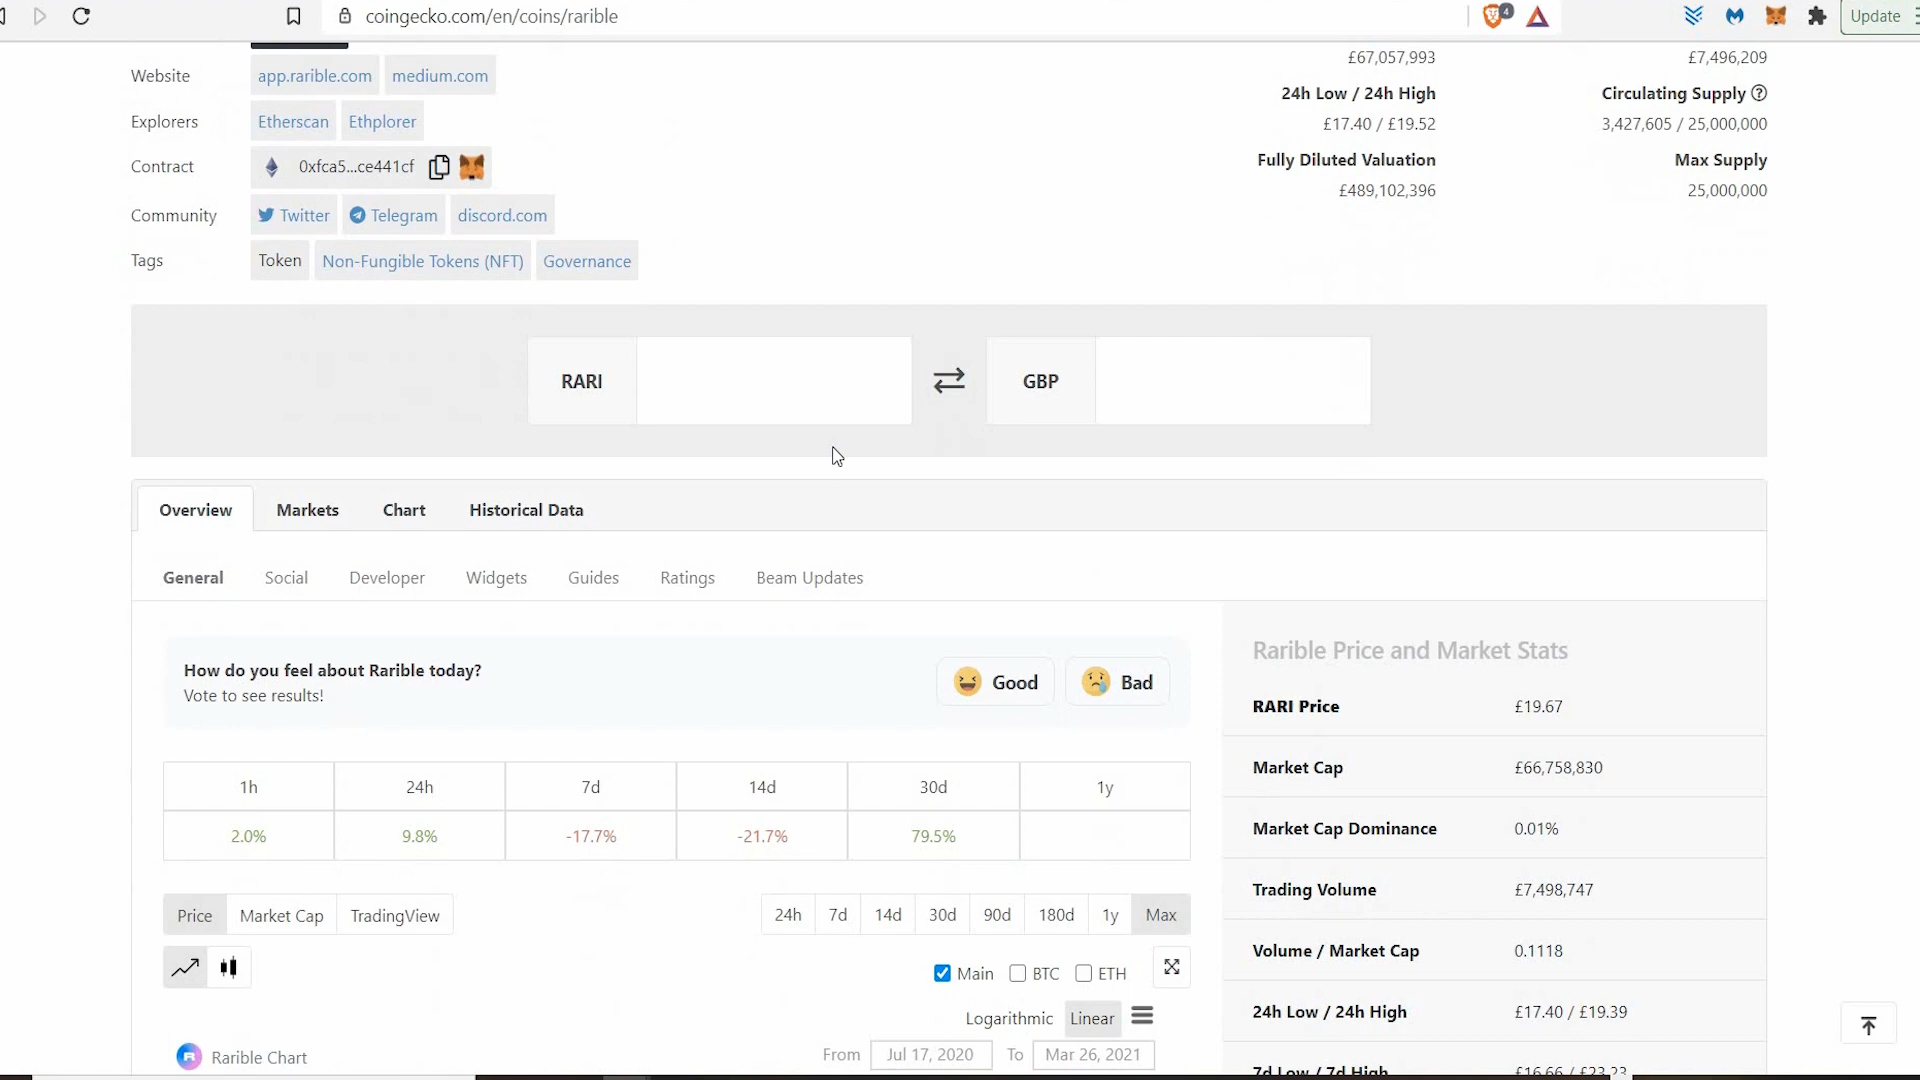 coingecko.com/en/coins/rarible
4
Update
Website app.rarible.com medium.com
£67,057,993 £7,496,209
24h Low / 24h High Circulating Supply
Explorers Etherscan Ethplorer
£17.40 / £19.52 3,427,605 / 25,000,000
Contract 0xfca5...ce441cf
Fully Diluted Valuation Max Supply
£489,102,396 25,000,000
Community Twitter Telegram discord.com
Tags Token Non-Fungible Tokens (NFT) Governance
RARI GBP
Overview Markets Chart Historical Data
General Social Developer Widgets Guides Ratings Beam Updates
How do you feel about Rarible today?
Vote to see results!
Good Bad
1h 24h 7d 14d 30d 1y
2.0% 9.8% -17.7% -21.7% 79.5%
Price Market Cap TradingView
24h 7d 14d 30d 90d 180d 1y Max
Main BTC ETH
Logarithmic Linear
Rarible Chart
From Jul 17, 2020 To Mar 26, 2021
Rarible Price and Market Stats
RARI Price £19.67
Market Cap £66,758,830
Market Cap Dominance 0.01%
Trading Volume £7,498,747
Volume / Market Cap 0.1118
24h Low / 24h High £17.40 / £19.39
7d Low / 7d High £16.66 / £23.23